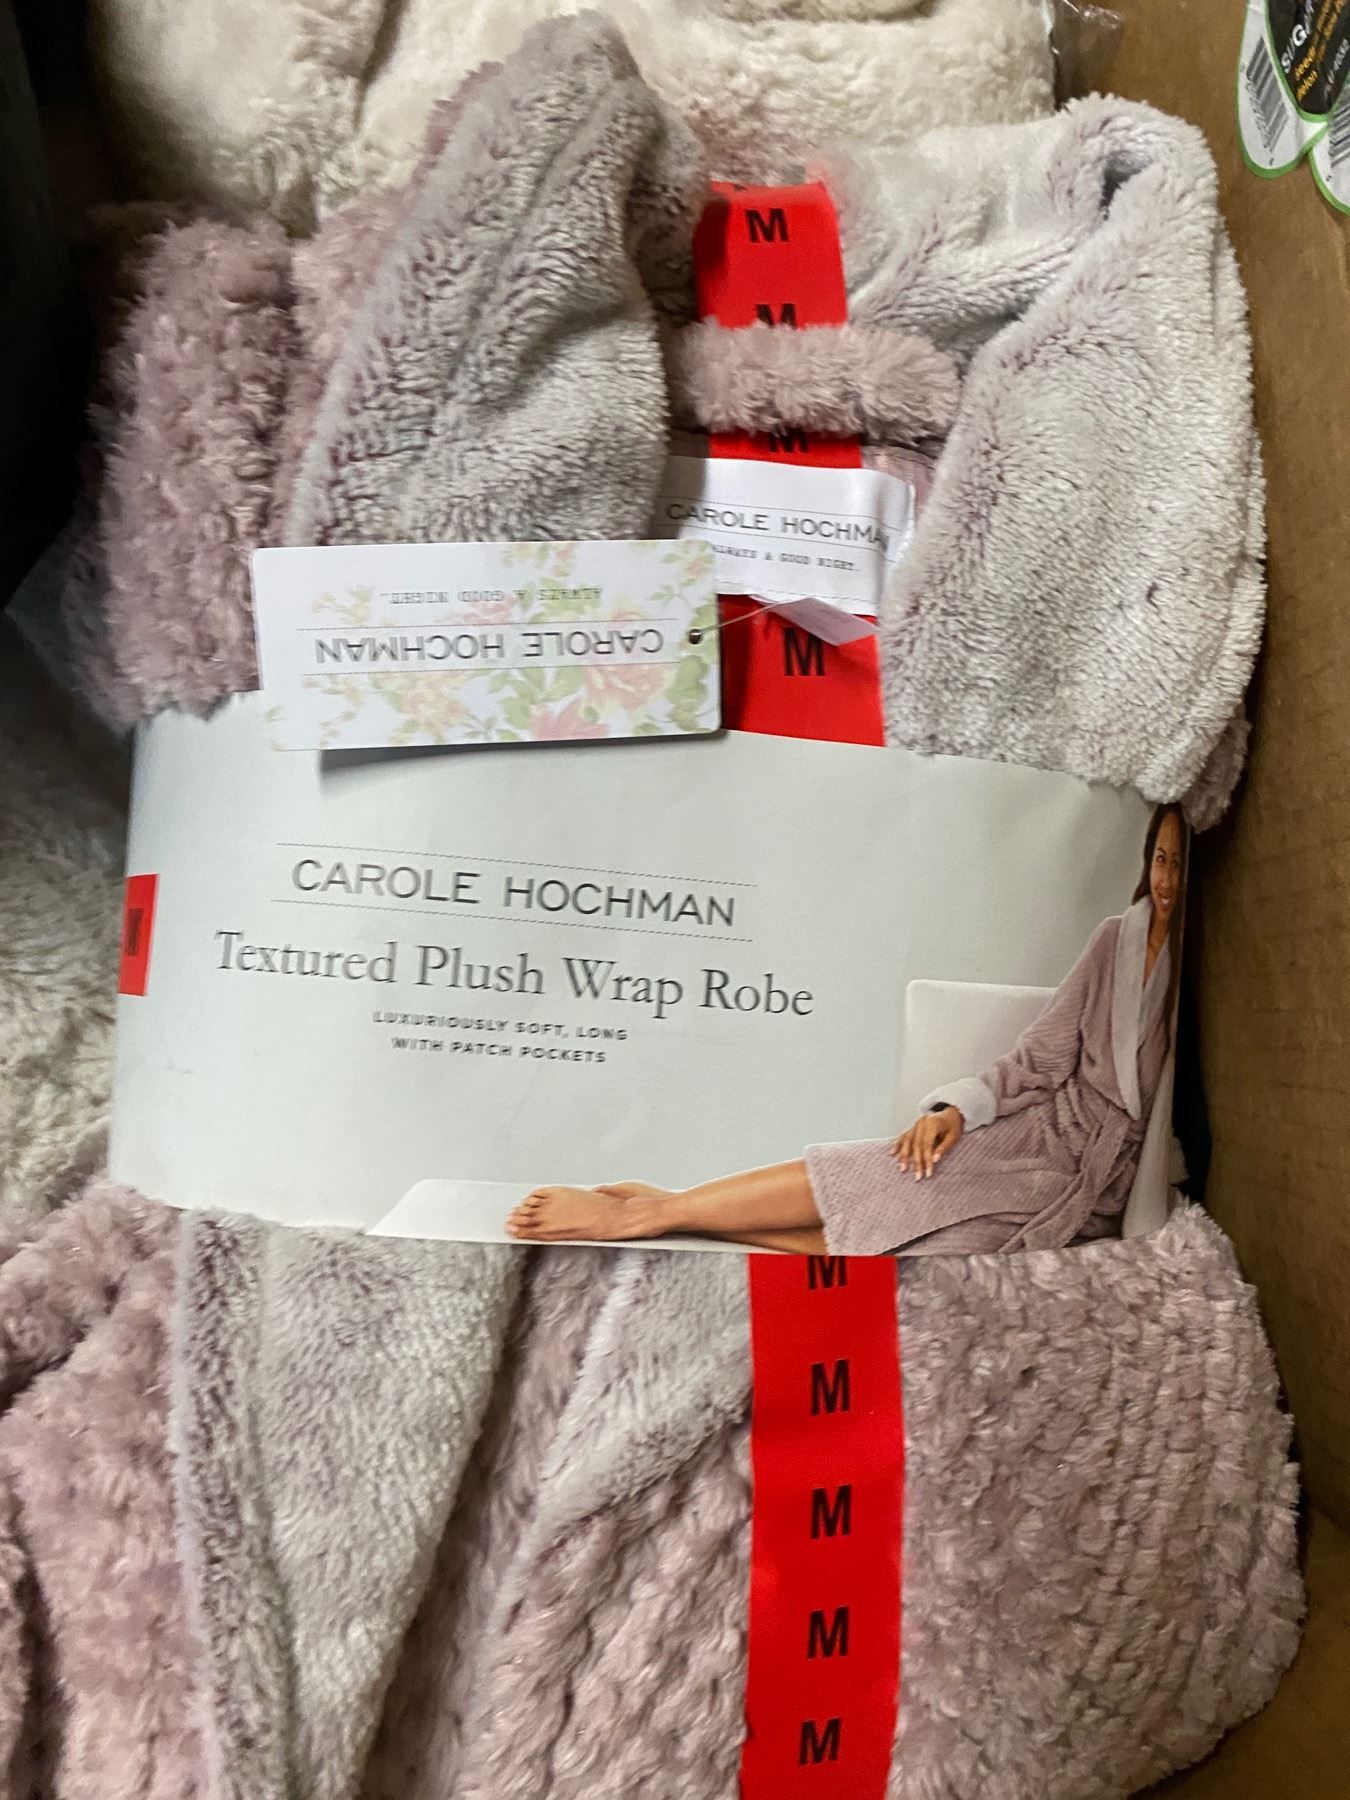 M
M
M
CAROLE HOCHMAN
ALWAYS A GOOD NIGHT.
CAROLE HOCHMAN
ALWAYS A GOOD NIGHT.
M
CAROLE HOCHMAN
Textured Plush Wrap Robe
LUXURIOUSLY SOFT, LONG
WITH PATCH POCKETS
M
M
M
M
M
M